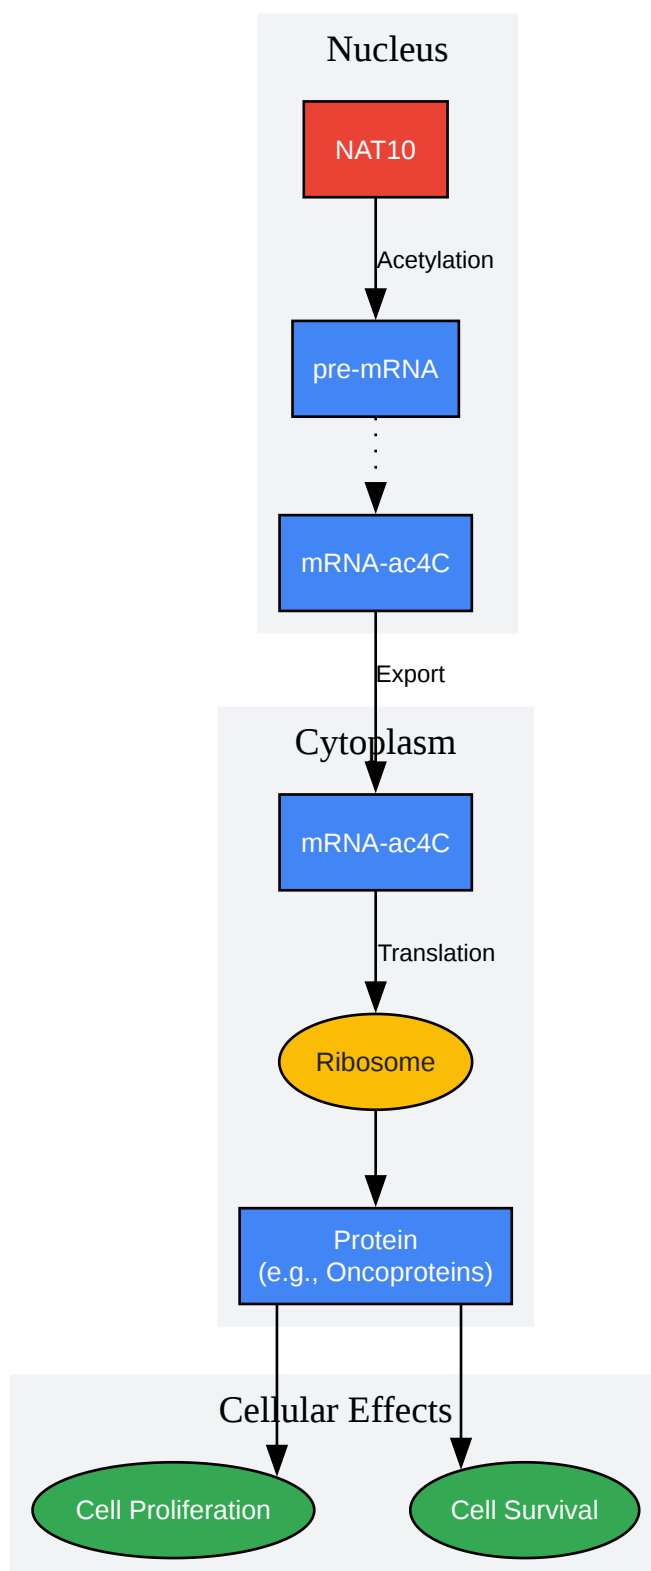 Nucleus
NAT10
Acetylation
pre-mRNA
mRNA-ac4C
Export
Cytoplasm
mRNA-ac4C
Translation
Ribosome
Protein
(e.g., Oncoproteins)
Cellular Effects
Cell Proliferation
Cell Survival